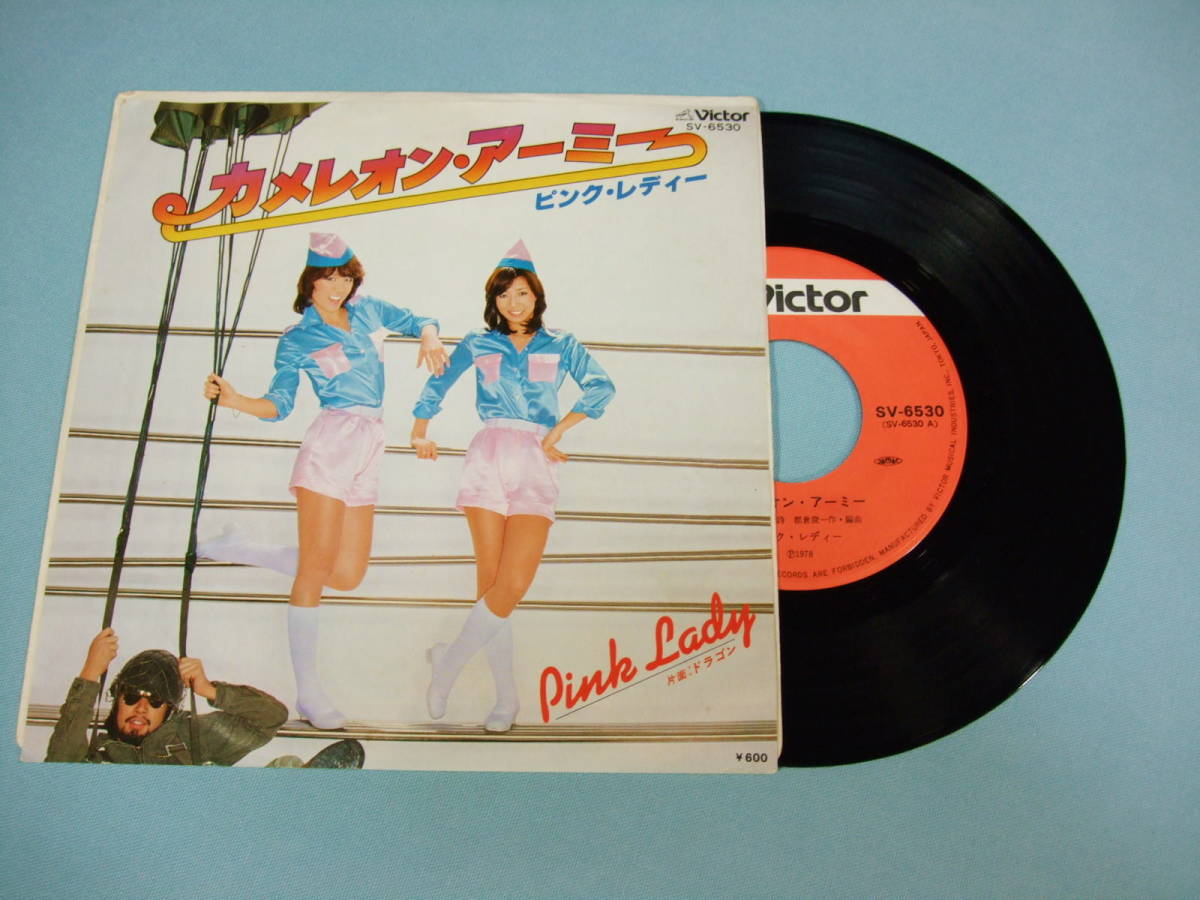 Victor
SV-6530
カメレオン・アーミー
ピンク・レディー
Pink Lady
片面：ドラゴン
￥600
Victor
SV-6530
(SV-6530 A)
オン・アーミー
詩 都倉俊一作・編曲
ク・レディー
Ⓟ1978
RECORDS ARE FORBIDDEN. MANUFACTURED BY VICTOR MUSICAL INDUSTRIES, INC. TOKYO, JAPAN